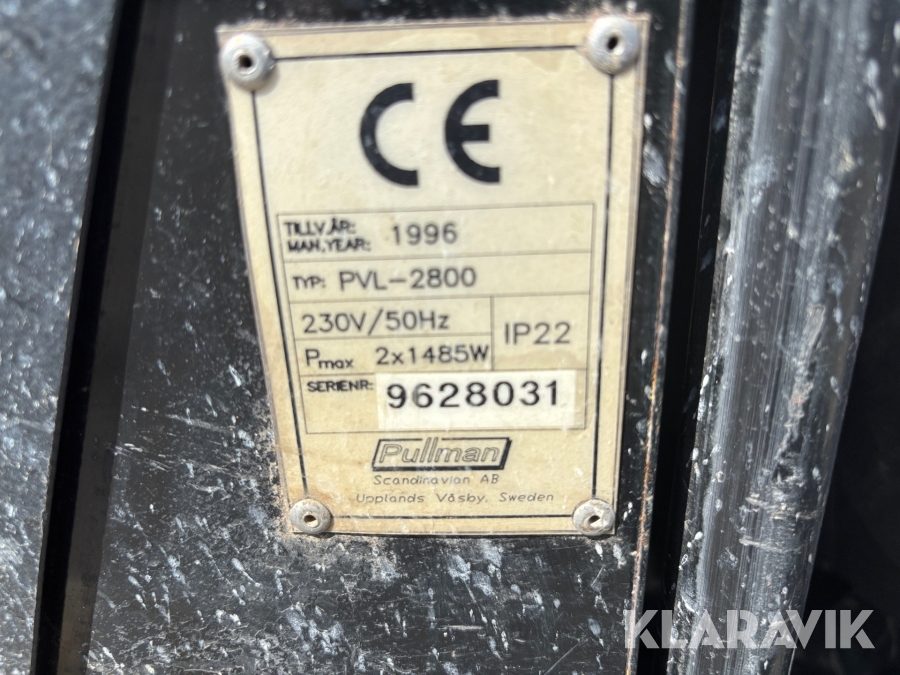 CE
TILLV.ÅR:
MAN.YEAR: 1996
TYP: PVL-2800
230V/50Hz
IP22
Pmax 2x1485W
SERIENR: 9628031
Pullman
Scandinavian AB
Upplands Väsby, Sweden
KLARAVIK